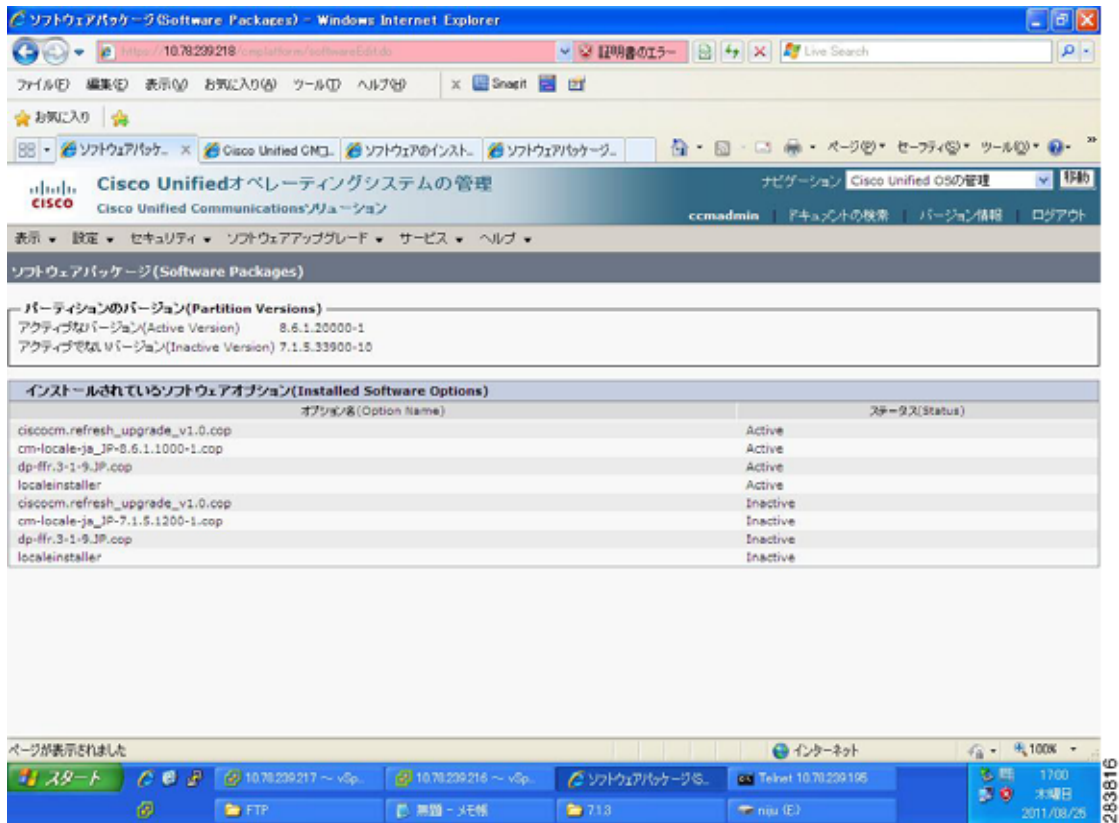 ソフトウェアパッケージ(Software Packages) - Windows Internet Explorer
https://10.78.239.218/cmplatform/softwareEdit.do 証明書のエラー Live Search
ファイル(F) 編集(E) 表示(V) お気に入り(A) ツール(T) ヘルプ(H) x Snagit
お気に入り
ソフトウェアパッケ... Cisco Unified CMコ... ソフトウェアのインスト... ソフトウェアパッケージ... ページ(P) セーフティ(S) ツール(O)
cisco Cisco Unifiedオペレーティングシステムの管理 ナビゲーション Cisco Unified OSの管理 移動
Cisco Unified Communicationsソリューション ccmadmin | ドキュメントの検索 | バージョン情報 | ログアウト
表示 設定 セキュリティ ソフトウェアアップグレード サービス ヘルプ
ソフトウェアパッケージ(Software Packages)
パーティションのバージョン(Partition Versions)
アクティブなバージョン(Active Version) 8.6.1.20000-1
アクティブでないバージョン(Inactive Version) 7.1.5.33900-10
インストールされているソフトウェアオプション(Installed Software Options)
オプション名(Option Name) ステータス(Status)
ciscocm.refresh_upgrade_v1.0.cop Active
cm-locale-ja_JP-8.6.1.1000-1.cop Active
dp-ffr.3-1-9.JP.cop Active
localeinstaller Active
ciscocm.refresh_upgrade_v1.0.cop Inactive
cm-locale-ja_JP-7.1.5.1200-1.cop Inactive
dp-ffr.3-1-9.JP.cop Inactive
localeinstaller Inactive
ページが表示されました インターネット 100%
スタート 10.78.239.217 ～ vSp... 10.78.239.216 ～ vSp... ソフトウェアパッケージ(S... Telnet 10.78.239.195 17:00
木曜日
FTP 無題 - メモ帳 7.1.3 niju (E:) 2011/08/25
283816